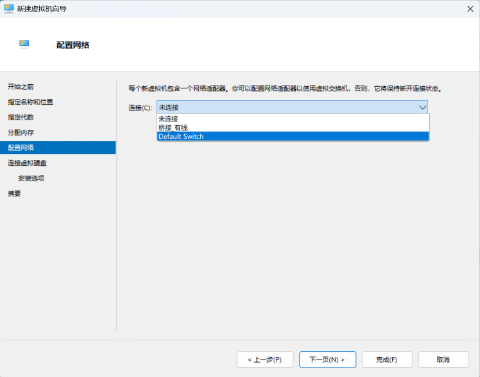 新建虚拟机向导
配置网络
开始之前
指定名称和位置
指定代数
分配内存
配置网络
连接虚拟硬盘
安装选项
摘要
每个新虚拟机包含一个网络适配器。你可以配置网络适配器以使用虚拟交换机，否则，它将保持断开连接状态。
连接(C): 未连接
未连接
桥接_有线
Default Switch
< 上一步(P)
下一页(N) >
完成(F)
取消